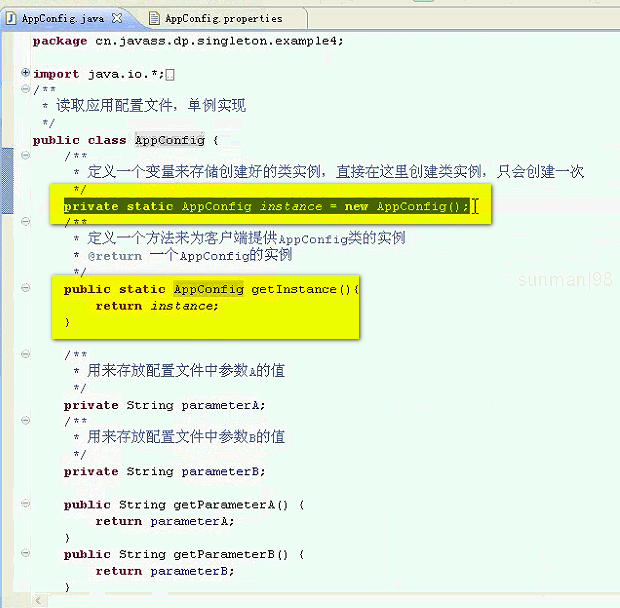 AppConfig.java AppConfig.properties
package cn.javass.dp.singleton.example4;
import java.io.*;
/**
* 读取应用配置文件，单例实现
*/
public class AppConfig {
/**
* 定义一个变量来存储创建好的类实例，直接在这里创建类实例，只会创建一次
*/
private static AppConfig instance = new AppConfig();
/**
* 定义一个方法来为客户端提供AppConfig类的实例
* @return 一个AppConfig的实例
*/
public static AppConfig getInstance(){
return instance;
}
sunman|98
/**
* 用来存放配置文件中参数A的值
*/
private String parameterA;
/**
* 用来存放配置文件中参数B的值
*/
private String parameterB;
public String getParameterA() {
return parameterA;
}
public String getParameterB() {
return parameterB;
}